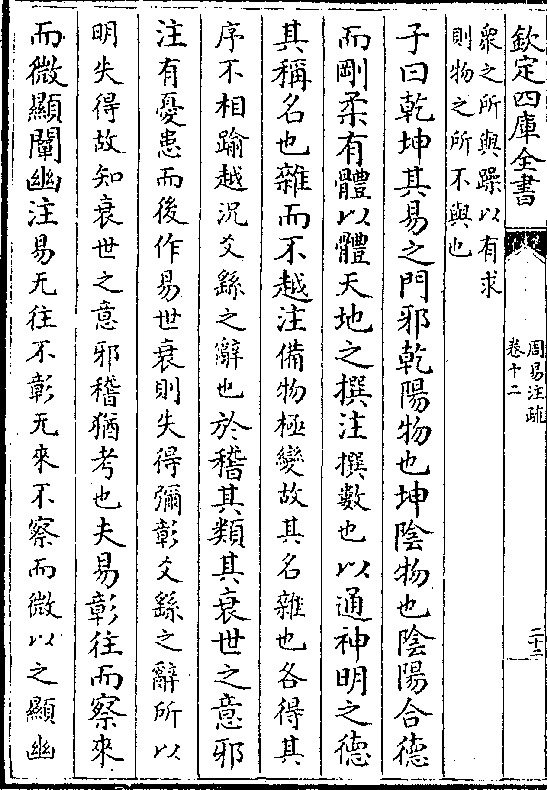 欽定四庫全書
周易注疏
卷十二
二十二
衆之所與躁以有求
則物之所不與也
子曰乾坤其易之門邪乾陽物也坤陰物也陰陽合德
而剛柔有體以體天地之撰注撰數也以通神明之德
其稱名也雜而不越注備物極變故其名雜也各得其
序不相踰越況爻繇之辭也於稽其類其衰世之意邪
注有憂患而後作易世衰則失得彌彰爻繇之辭所以
明失得故知衰世之意邪稽猶考也夫易彰往而察來
而微顯闡幽注易无往不彰无來不察而微以之顯幽